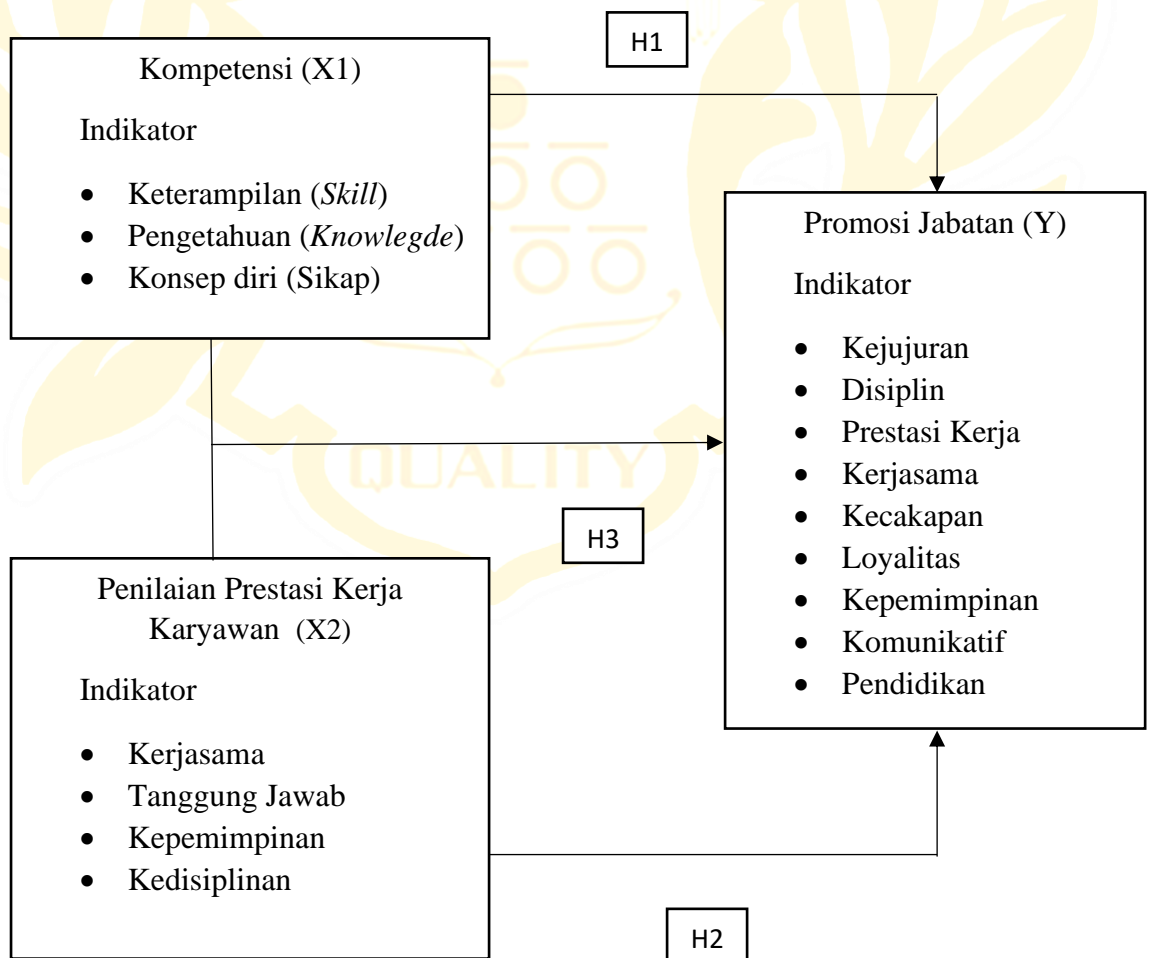 H1
Kompetensi (X1)
Indikator
• Keterampilan (Skill)
• Pengetahuan (Knowlegde)
• Konsep diri (Sikap)
Promosi Jabatan (Y)
Indikator
• Kejujuran
• Disiplin
• Prestasi Kerja
• Kerjasama
• Kecakapan
• Loyalitas
• Kepemimpinan
• Komunikatif
• Pendidikan
QUALITY
H3
Penilaian Prestasi Kerja
Karyawan (X2)
Indikator
• Kerjasama
• Tanggung Jawab
• Kepemimpinan
• Kedisiplinan
H2